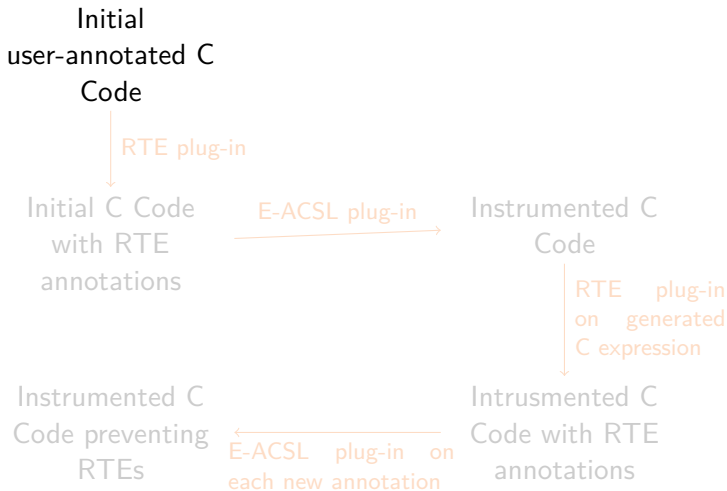 Initial
user-annotated C
Code
RTE plug-in
Initial C Code
with RTE
annotations
E-ACSL plug-in
Instrumented C
Code
RTE plug-in
on generated
C expression
Intrusmented C
Code with RTE
annotations
E-ACSL plug-in on
each new annotation
Instrumented C
Code preventing
RTEs